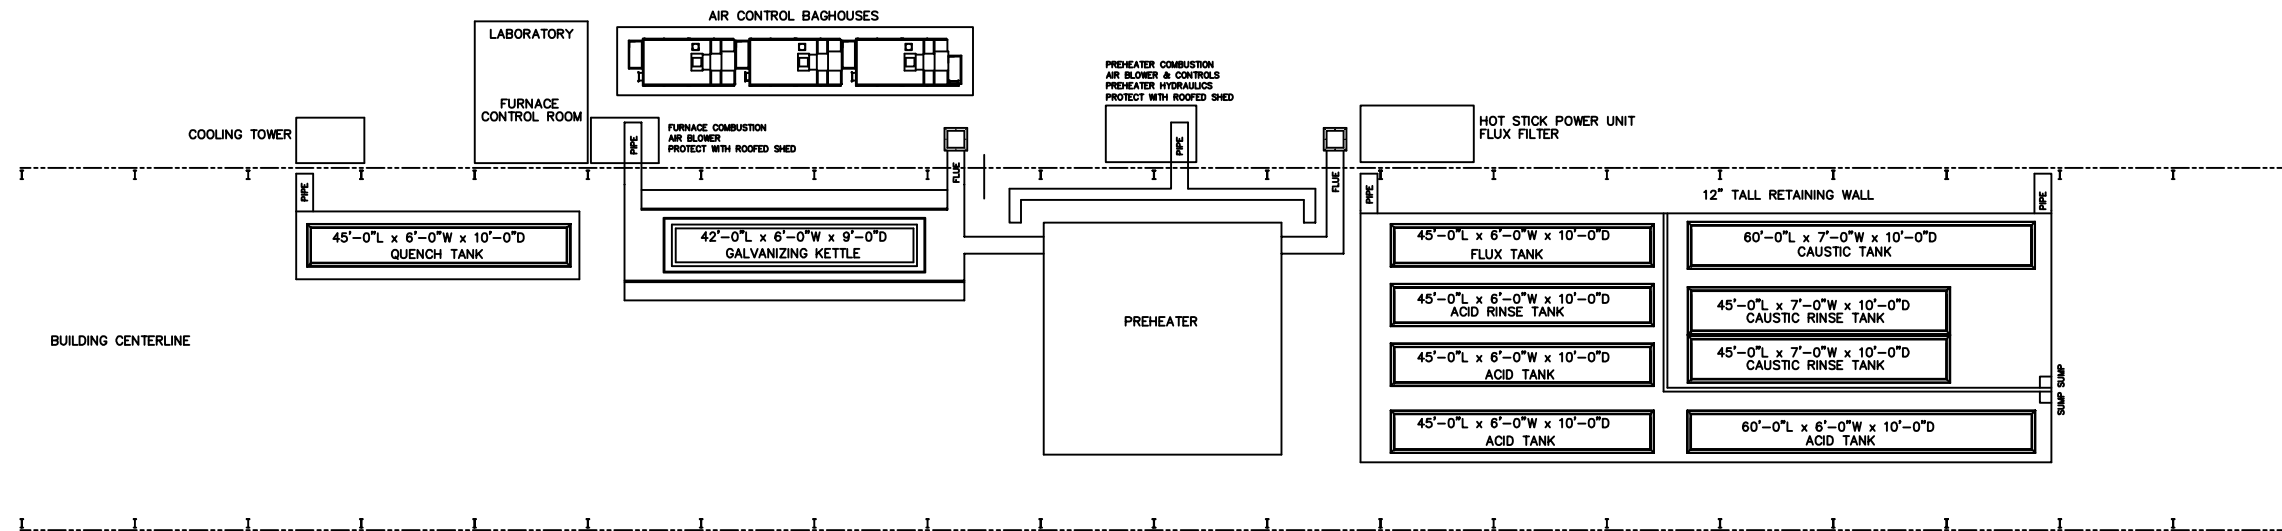 AIR CONTROL BAGHOUSES
LABORATORY
FURNACE
CONTROL ROOM
COOLING TOWER
PIPE
FURNACE COMBUSTION
AIR BLOWER
PROTECT WITH ROOFED SHED
FLUE
PREHEATER COMBUSTION
AIR BLOWER & CONTROLS
PREHEATER HYDRAULICS
PROTECT WITH ROOFED SHED
PIPE
FLUE
HOT STICK POWER UNIT
FLUX FILTER
PIPE
45'-0"L x 6'-0"W x 10'-0"D
QUENCH TANK
42'-0"L x 6'-0"W x 9'-0"D
GALVANIZING KETTLE
PREHEATER
BUILDING CENTERLINE
PIPE
12" TALL RETAINING WALL
PIPE
45'-0"L x 6'-0"W x 10'-0"D
FLUX TANK
45'-0"L x 6'-0"W x 10'-0"D
ACID RINSE TANK
45'-0"L x 6'-0"W x 10'-0"D
ACID TANK
45'-0"L x 6'-0"W x 10'-0"D
ACID TANK
60'-0"L x 7'-0"W x 10'-0"D
CAUSTIC TANK
45'-0"L x 7'-0"W x 10'-0"D
CAUSTIC RINSE TANK
45'-0"L x 7'-0"W x 10'-0"D
CAUSTIC RINSE TANK
60'-0"L x 6'-0"W x 10'-0"D
ACID TANK
SUMP
SUMP